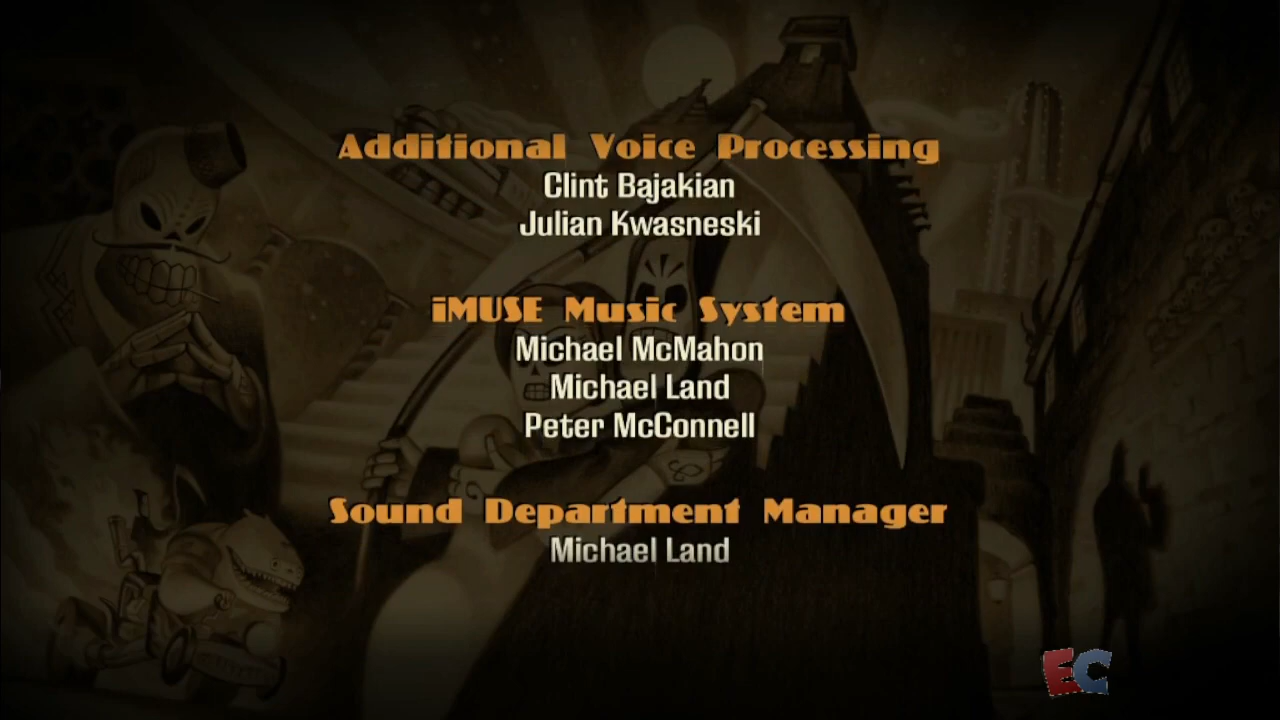 Additional Voice Processing
Clint Bajakian
Julian Kwasneski
iMUSE Music System
Michael McMahon
Michael Land
Peter McConnell
Sound Department Manager
Michael Land
EC